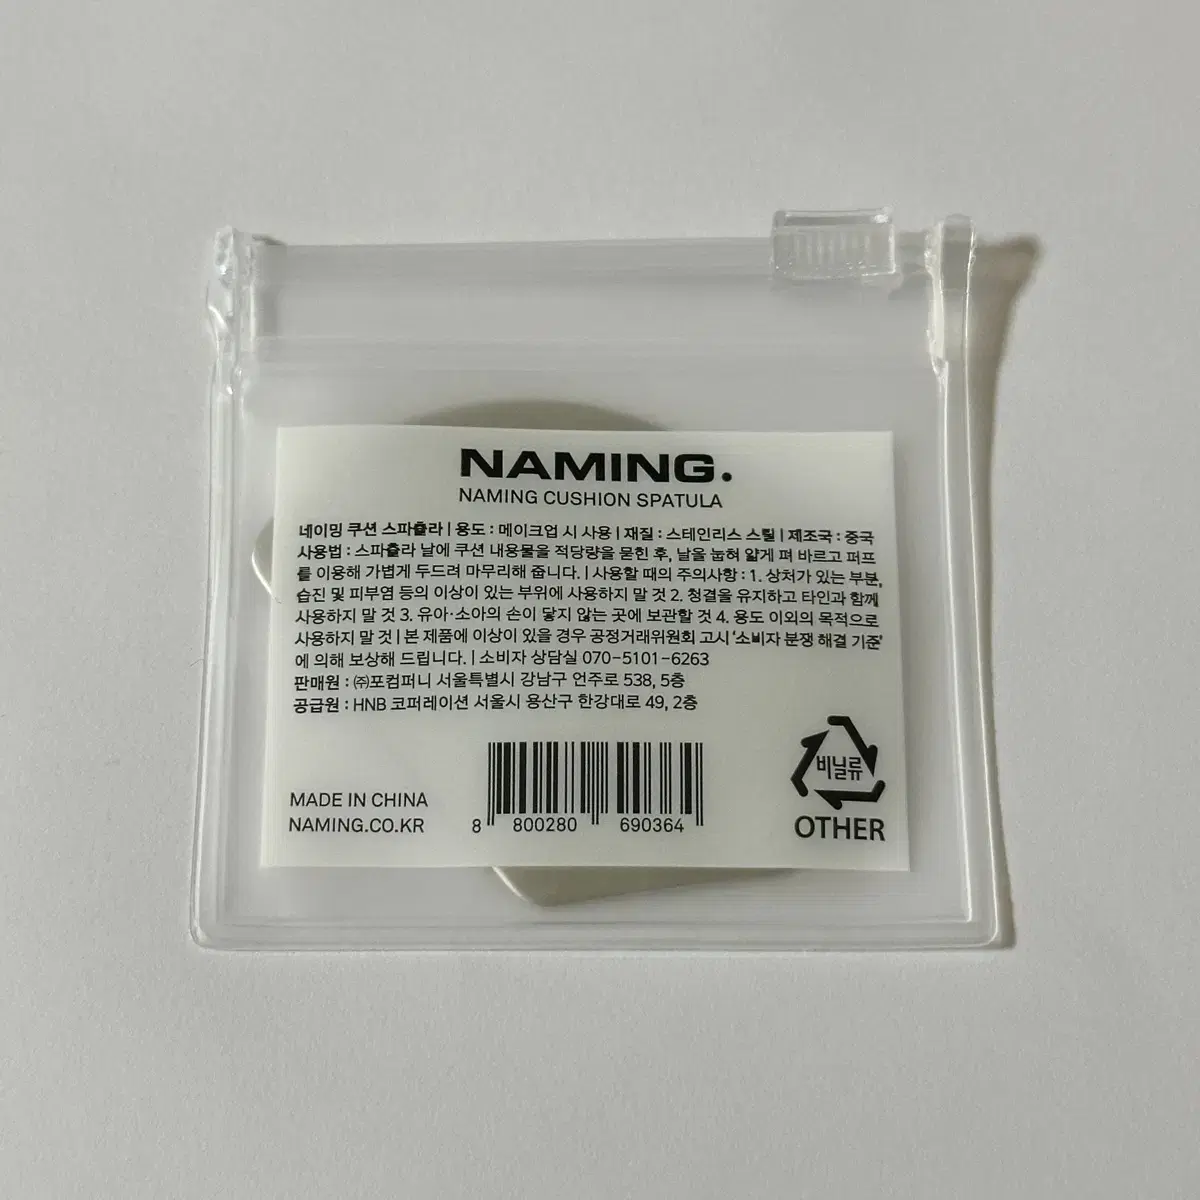 NAMING.
NAMING CUSHION SPATULA
네이밍 쿠션 스파츌라 | 용도 : 메이크업 시 사용 | 재질 : 스테인리스 스틸 | 제조국 : 중국
사용법 : 스파츌라 날에 쿠션 내용물을 적당량을 묻힌 후, 날을 눕혀 얇게 펴 바르고 퍼프
를 이용해 가볍게 두드려 마무리해 줍니다. | 사용할 때의 주의사항 : 1. 상처가 있는 부분,
습진 및 피부염 등의 이상이 있는 부위에 사용하지 말 것 2. 청결을 유지하고 타인과 함께
사용하지 말 것 3. 유아·소아의 손이 닿지 않는 곳에 보관할 것 4. 용도 이외의 목적으로
사용하지 말 것 | 본 제품에 이상이 있을 경우 공정거래위원회 고시 '소비자 분쟁 해결 기준'
에 의해 보상해 드립니다. | 소비자 상담실 070-5101-6263
판매원 : ㈜포컴퍼니 서울특별시 강남구 언주로 538, 5층
공급원 : HNB 코퍼레이션 서울시 용산구 한강대로 49, 2층
비닐류
OTHER
MADE IN CHINA
NAMING.CO.KR
8 800280 690364